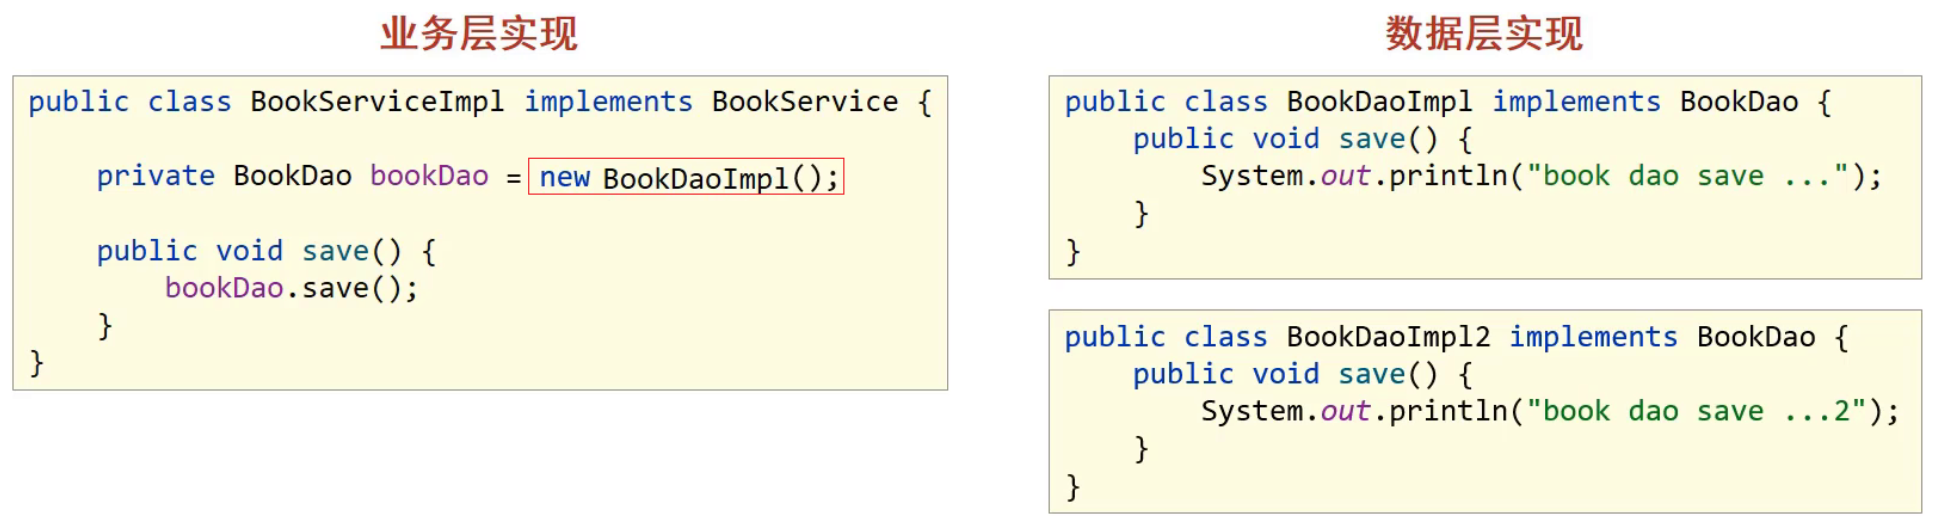 业务层实现
public class BookServiceImpl implements BookService {
    private BookDao bookDao = new BookDaoImpl();
    public void save() {
        bookDao.save();
    }
}
数据层实现
public class BookDaoImpl implements BookDao {
    public void save() {
        System.out.println("book dao save ...");
    }
}
public class BookDaoImpl2 implements BookDao {
    public void save() {
        System.out.println("book dao save ...2");
    }
}